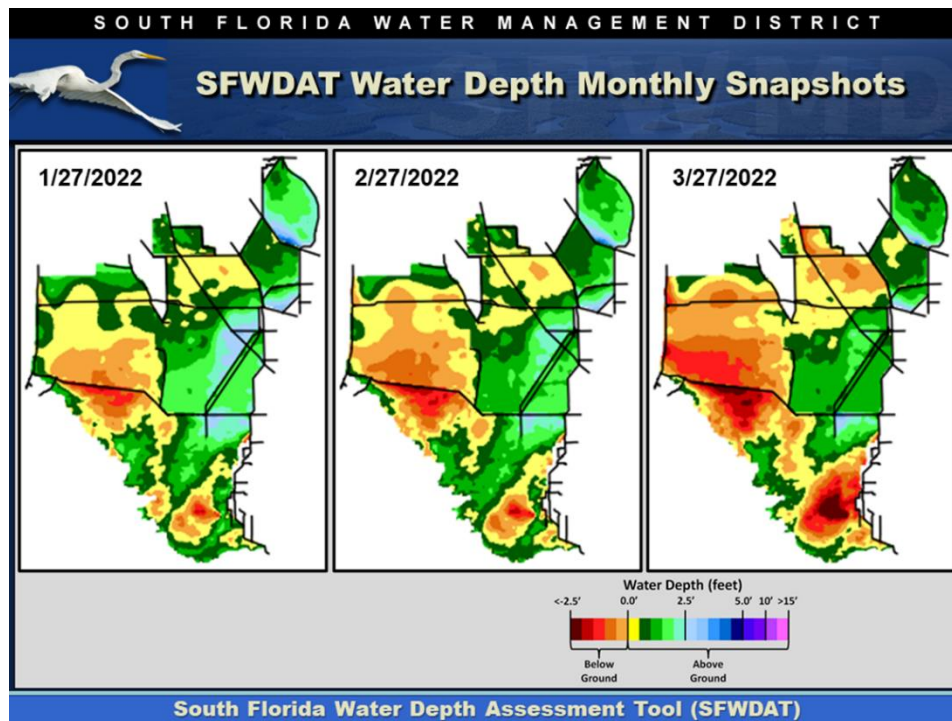 SOUTH FLORIDA WATER MANAGEMENT DISTRICT
SFWDAT Water Depth Monthly Snapshots
1/27/2022
2/27/2022
3/27/2022
Water Depth (feet)
<-2.5' 0.0' 2.5' 5.0' 10' >15'
Below Ground
Above Ground
South Florida Water Depth Assessment Tool (SFWDAT)